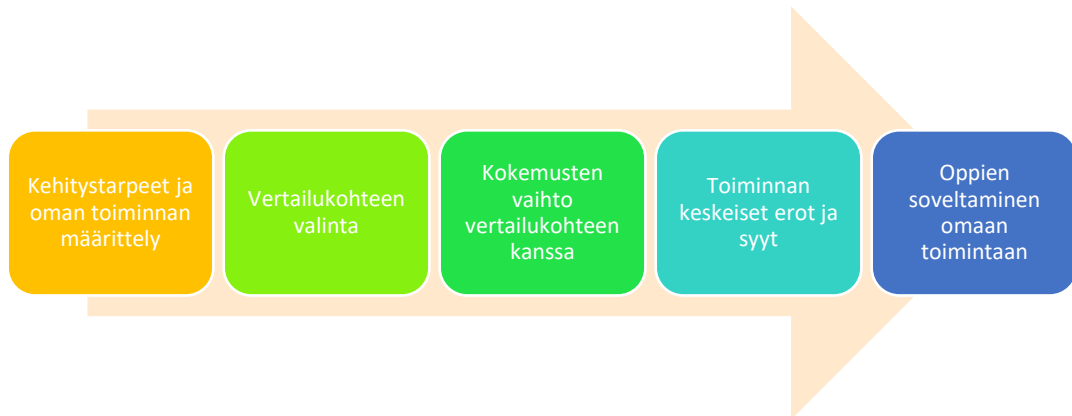 Kehitystarpeet ja
oman toiminnan
määrittely
Vertailukohteen
valinta
Kokemusten
vaihto
vertailukohteen
kanssa
Toiminnan
keskeiset erot ja
syyt
Oppien
soveltaminen
omaan
toimintaan